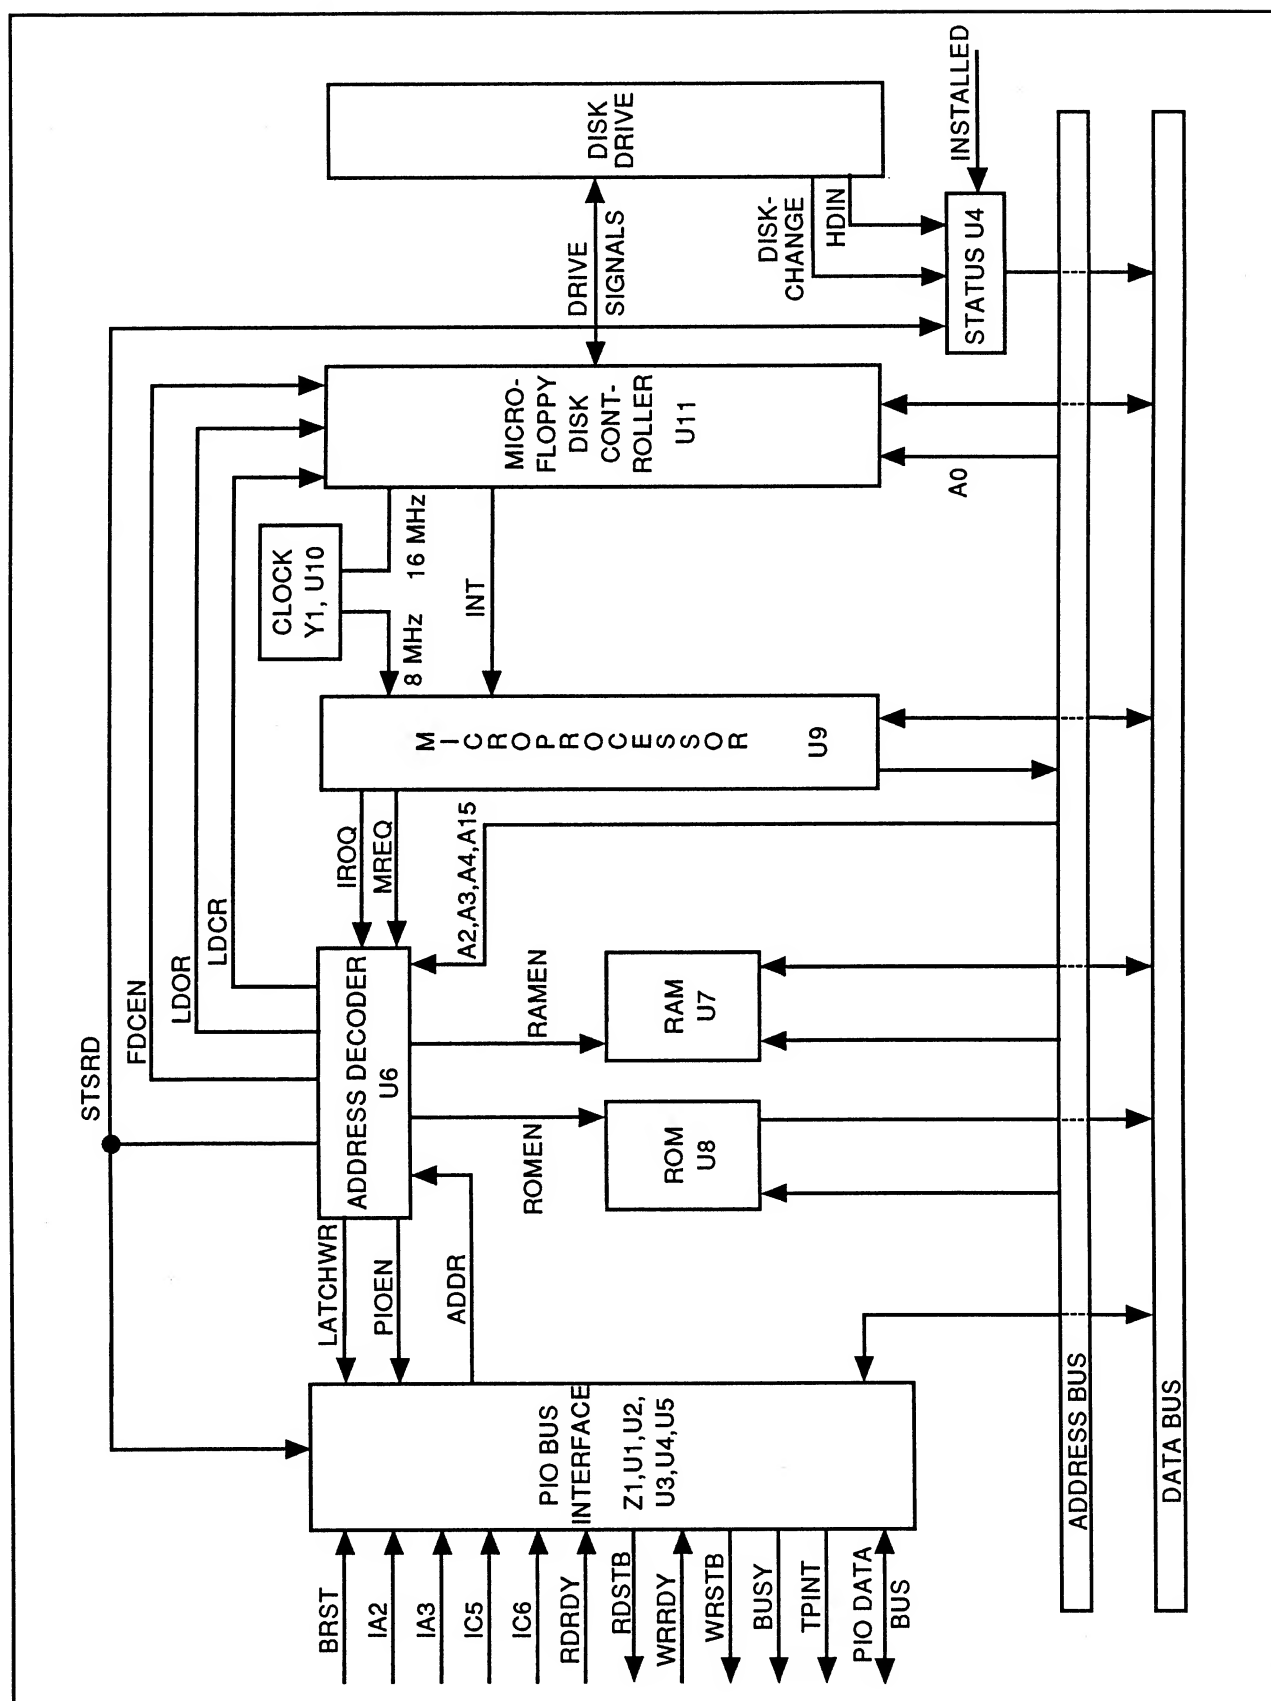 BRST
IA2
IA3
IC5
IC6
RDRDY
RDSTB
WRRDY
WRSTB
BUSY
TPINT
PIO DATA
BUS
PIO BUS
INTERFACE
Z1,U1,U2,
U3,U4,U5
LATCHWR
PIOEN
ADDR
STSRD
FDCEN
LDOR
LDCR
ADDRESS DECODER
U6
ROMEN
RAMEN
ROM
U8
RAM
U7
IROQ
MREQ
A2,A3,A4,A15
MICROPROCESSOR
U9
CLOCK
Y1, U10
8 MHz
16 MHz
INT
MICRO-
FLOPPY
DISK
CONT-
ROLLER
U11
A0
DRIVE
SIGNALS
DISK
DRIVE
DISK-
CHANGE
HDIN
STATUS U4
INSTALLED
ADDRESS BUS
DATA BUS